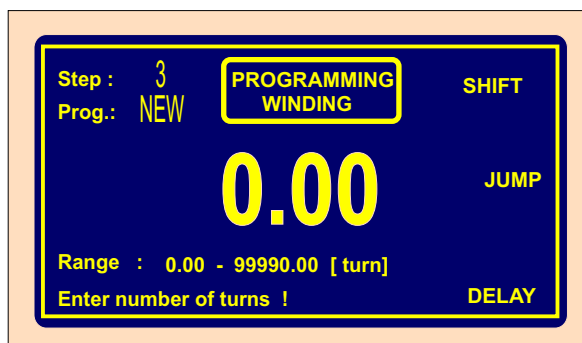 Step : 3
PROGRAMMING
WINDING
SHIFT
Prog.: NEW
0.00
JUMP
Range : 0.00 - 99990.00 [ turn]
Enter number of turns !
DELAY